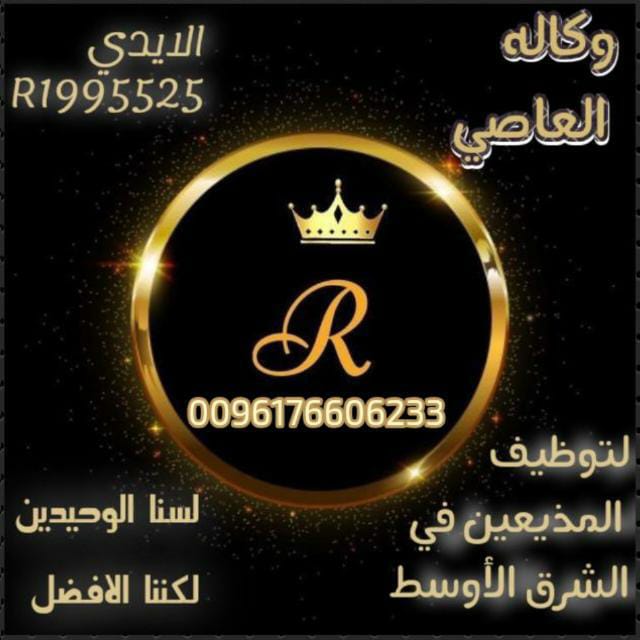 وكاله
العاصي
الايدي
R1995525
R
0096176606233
لتوظيف
المذيعين في
الشرق الأوسط
لسنا الوحيدين
لكننا الافضل